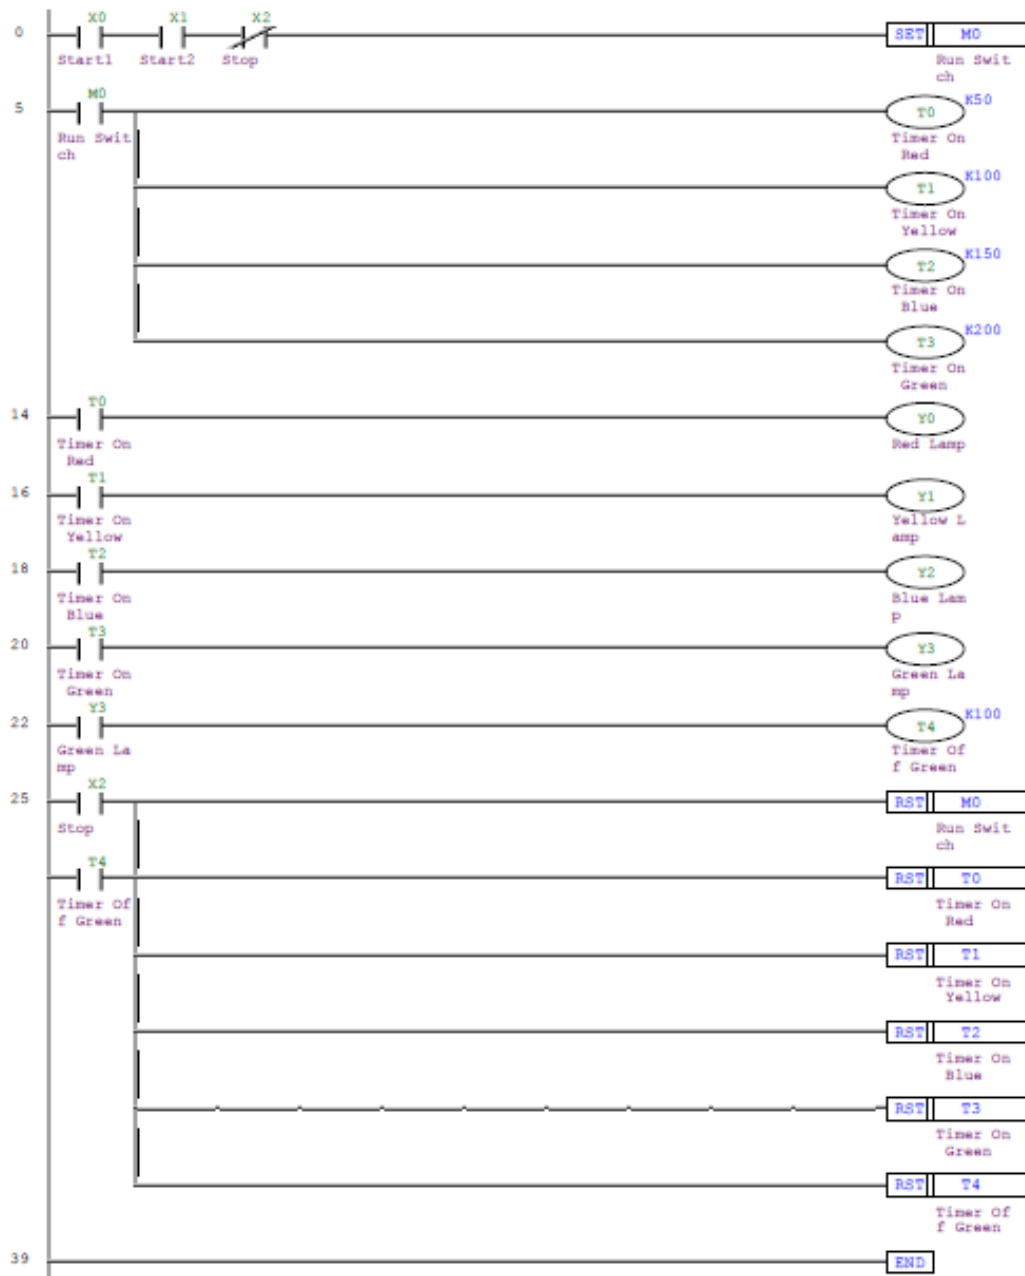 X0 X1 X2
0 SET M0
Start1 Start2 Stop Run Swit
ch
M0 K50
5 T0
Run Swit Timer On
ch Red
K100
T1
Timer On
Yellow
K150
T2
Timer On
Blue
K200
T3
Timer On
Green
T0
14 Y0
Timer On Red Lamp
Red
T1
16 Y1
Timer On Yellow L
Yellow amp
T2
18 Y2
Timer On Blue Lam
Blue p
T3
20 Y3
Timer On Green La
Green mp
Y3 K100
22 T4
Green La Timer Of
mp f Green
X2
25 RST M0
Stop Run Swit
ch
T4
RST T0
Timer Of Timer On
f Green Red
RST T1
Timer On
Yellow
RST T2
Timer On
Blue
RST T3
Timer On
Green
RST T4
Timer Of
f Green
39 END